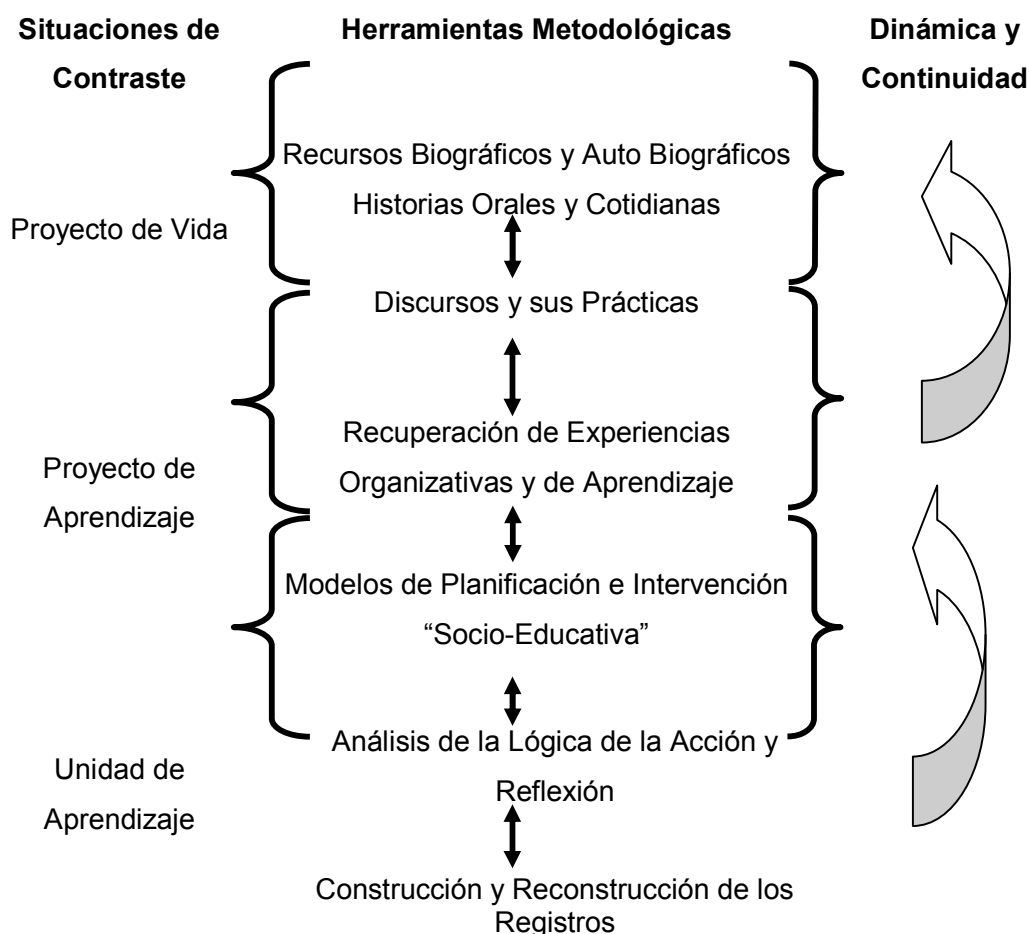 Situaciones de
Contraste
Herramientas Metodológicas
Dinámica y
Continuidad
Recursos Biográficos y Auto Biográficos
Historias Orales y Cotidianas
Proyecto de Vida
Discursos y sus Prácticas
Recuperación de Experiencias
Organizativas y de Aprendizaje
Proyecto de
Aprendizaje
Modelos de Planificación e Intervención
“Socio-Educativa”
Análisis de la Lógica de la Acción y
Reflexión
Unidad de
Aprendizaje
Construcción y Reconstrucción de los
Registros